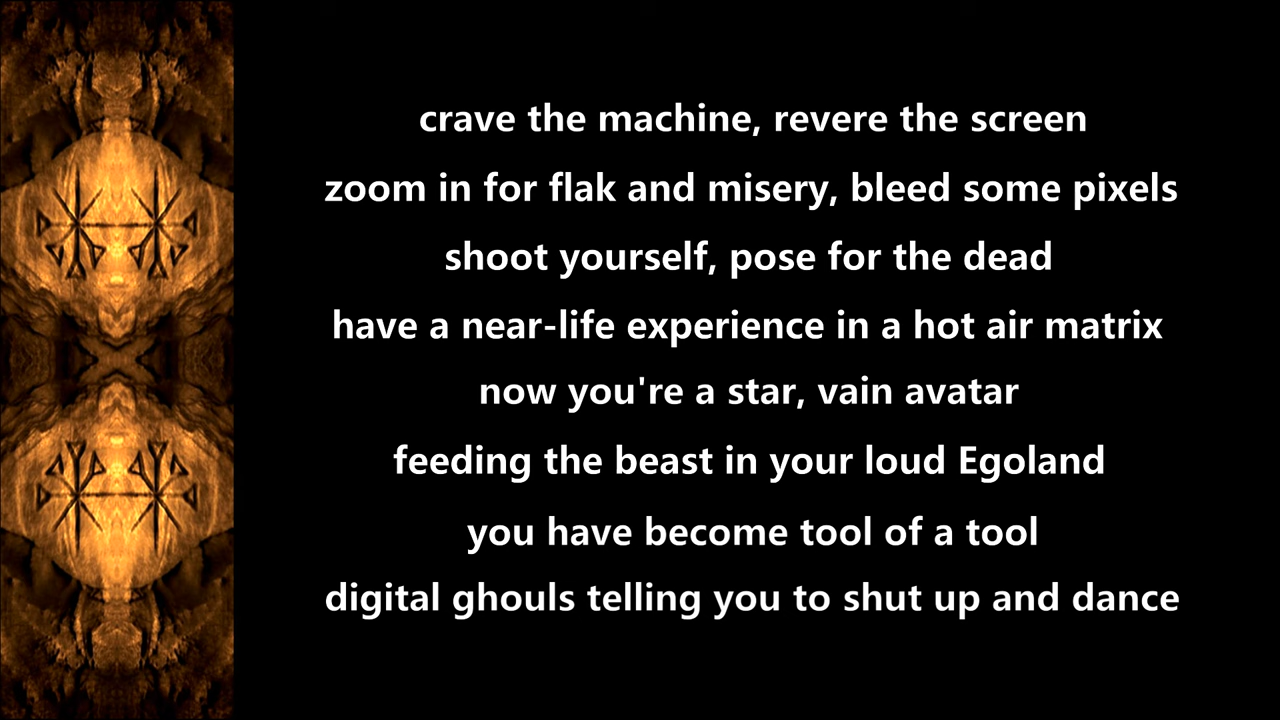 crave the machine, revere the screen
zoom in for flak and misery, bleed some pixels
shoot yourself, pose for the dead
have a near-life experience in a hot air matrix
now you're a star, vain avatar
feeding the beast in your loud Egoland
you have become tool of a tool
digital ghouls telling you to shut up and dance